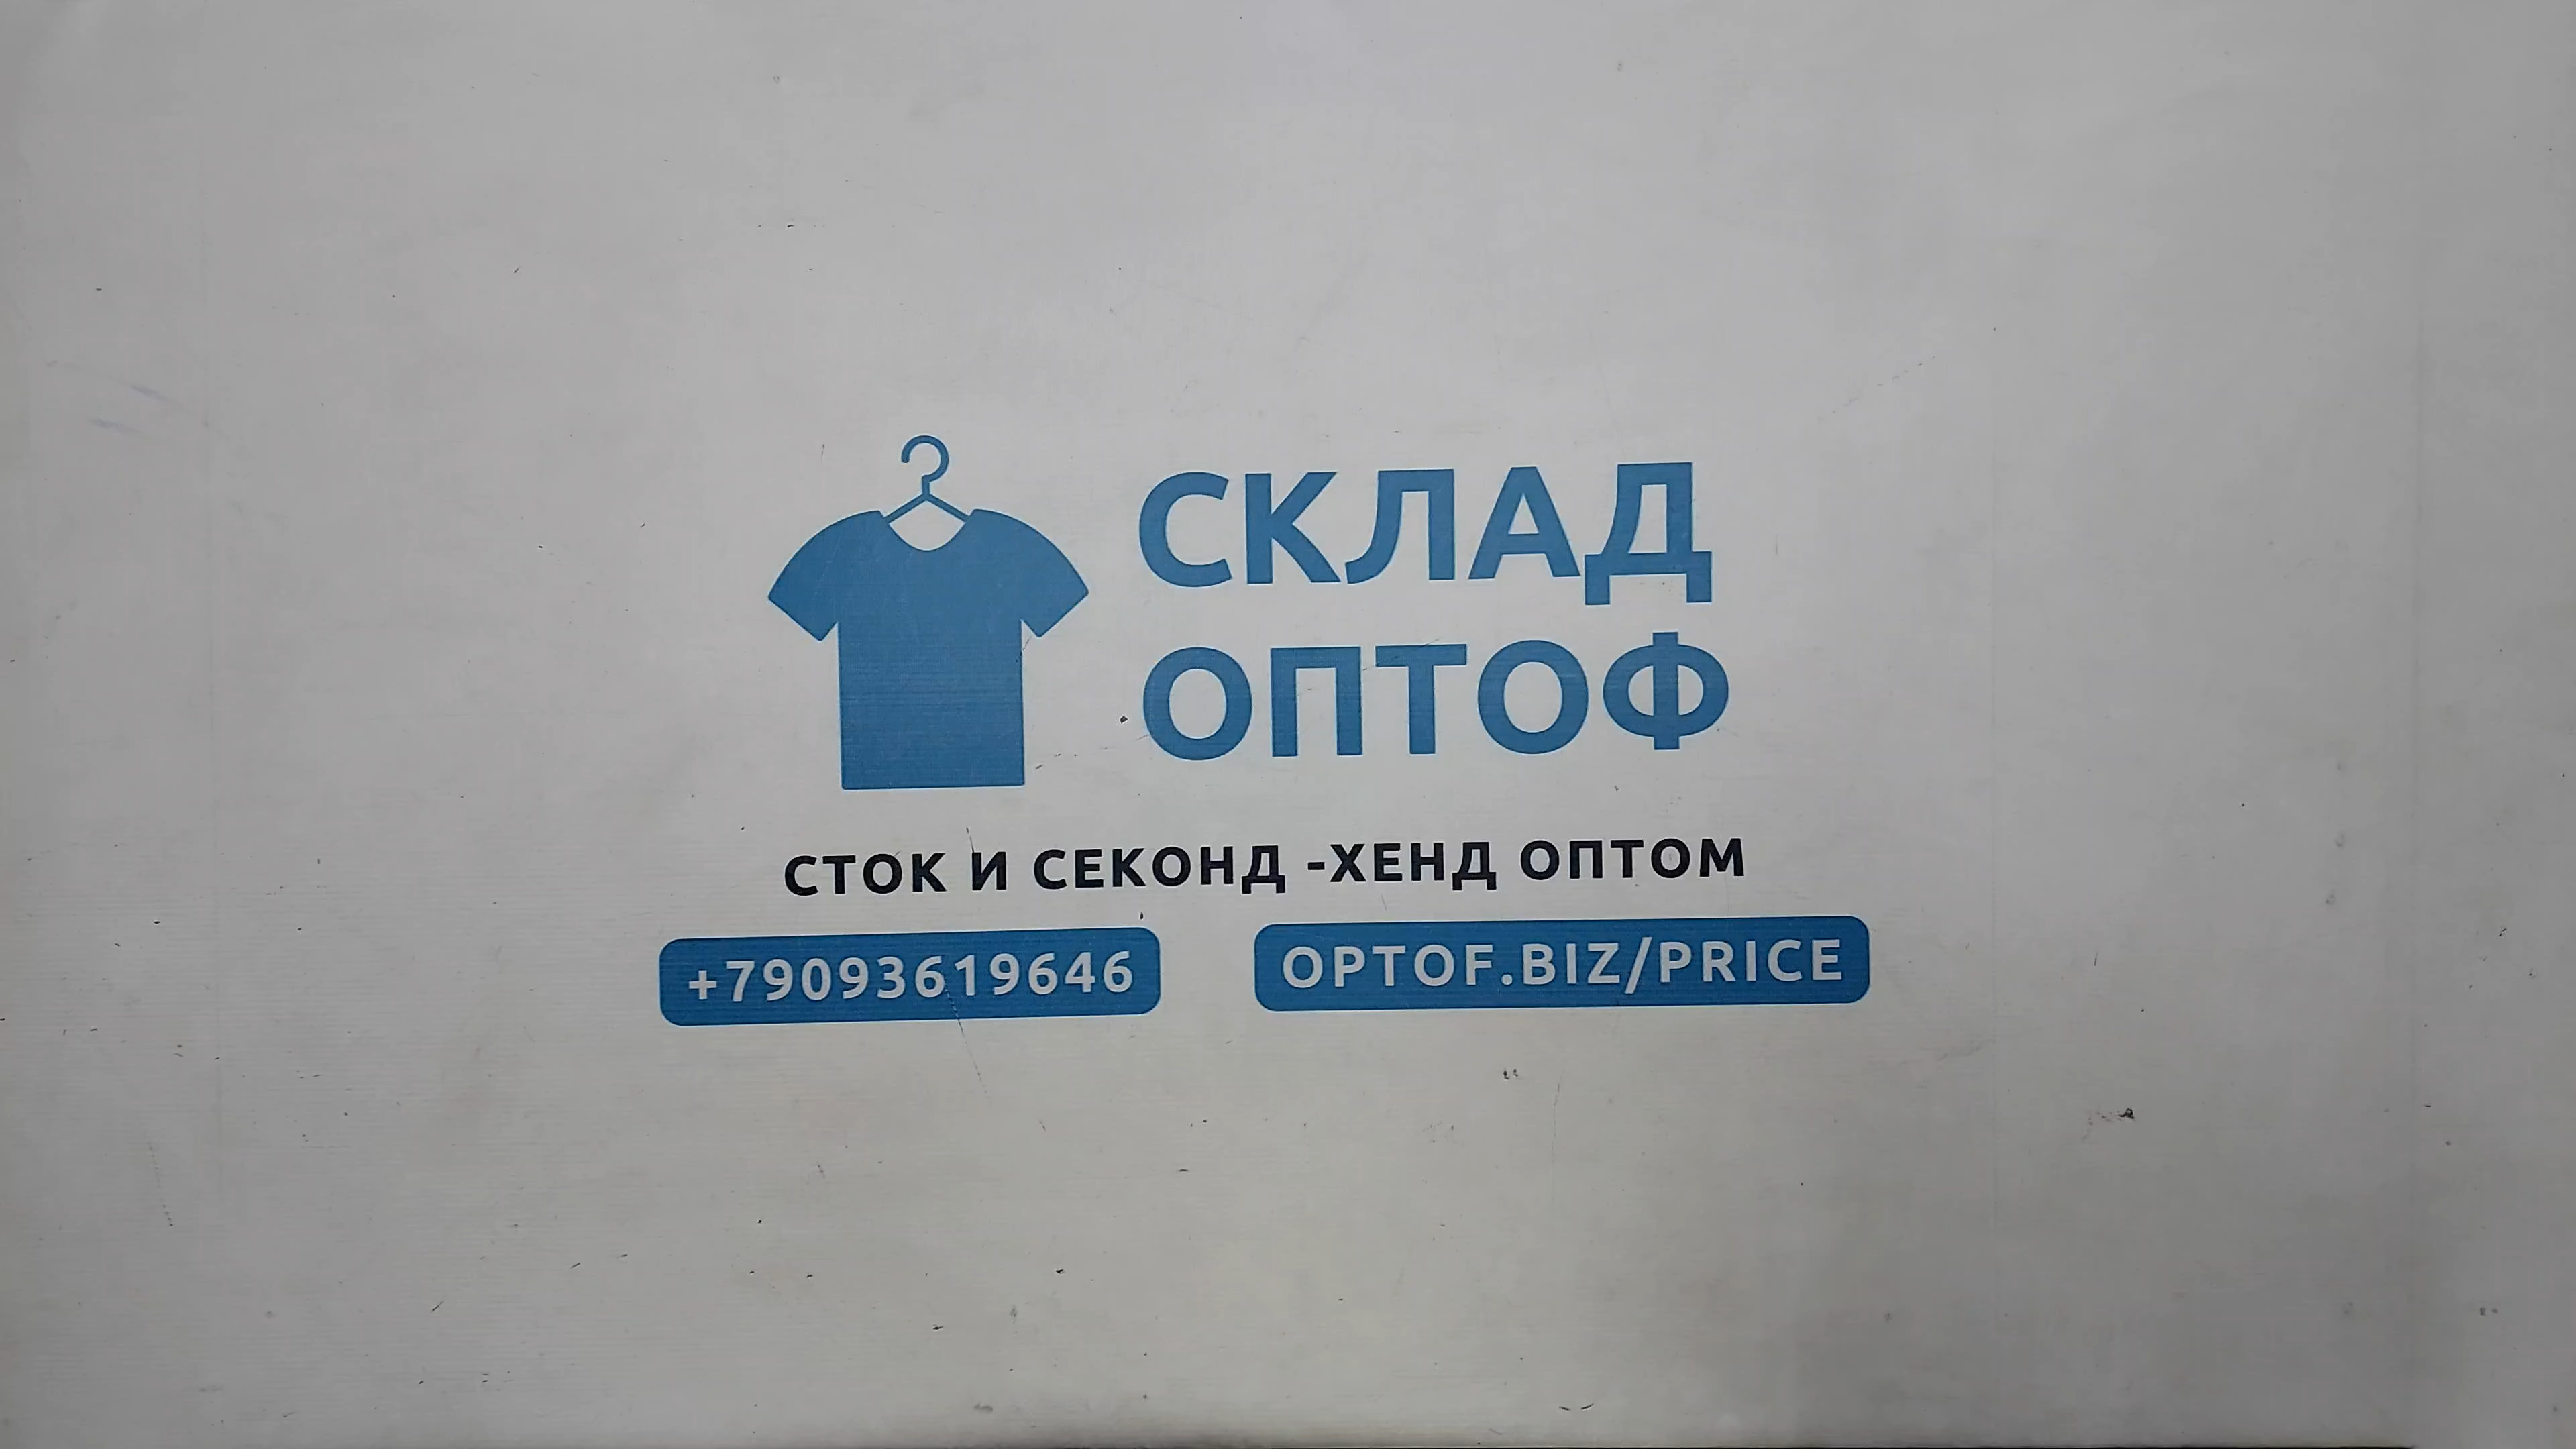 СКЛАД
ОПТОФ
СТОК И СЕКОНД -ХЕНД ОПТОМ
+79093619646
OPTOF.BIZ/PRICE